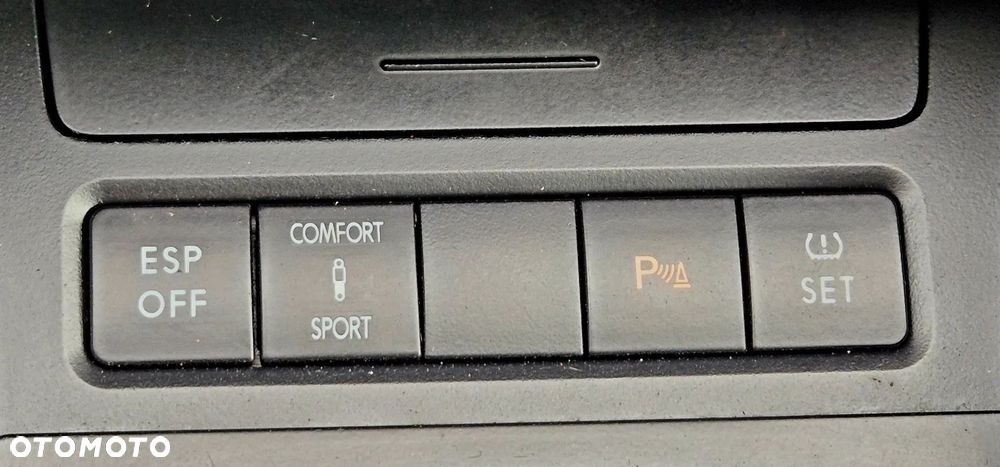 ESP
OFF
COMFORT
SPORT
P
SET
OTOMOTO